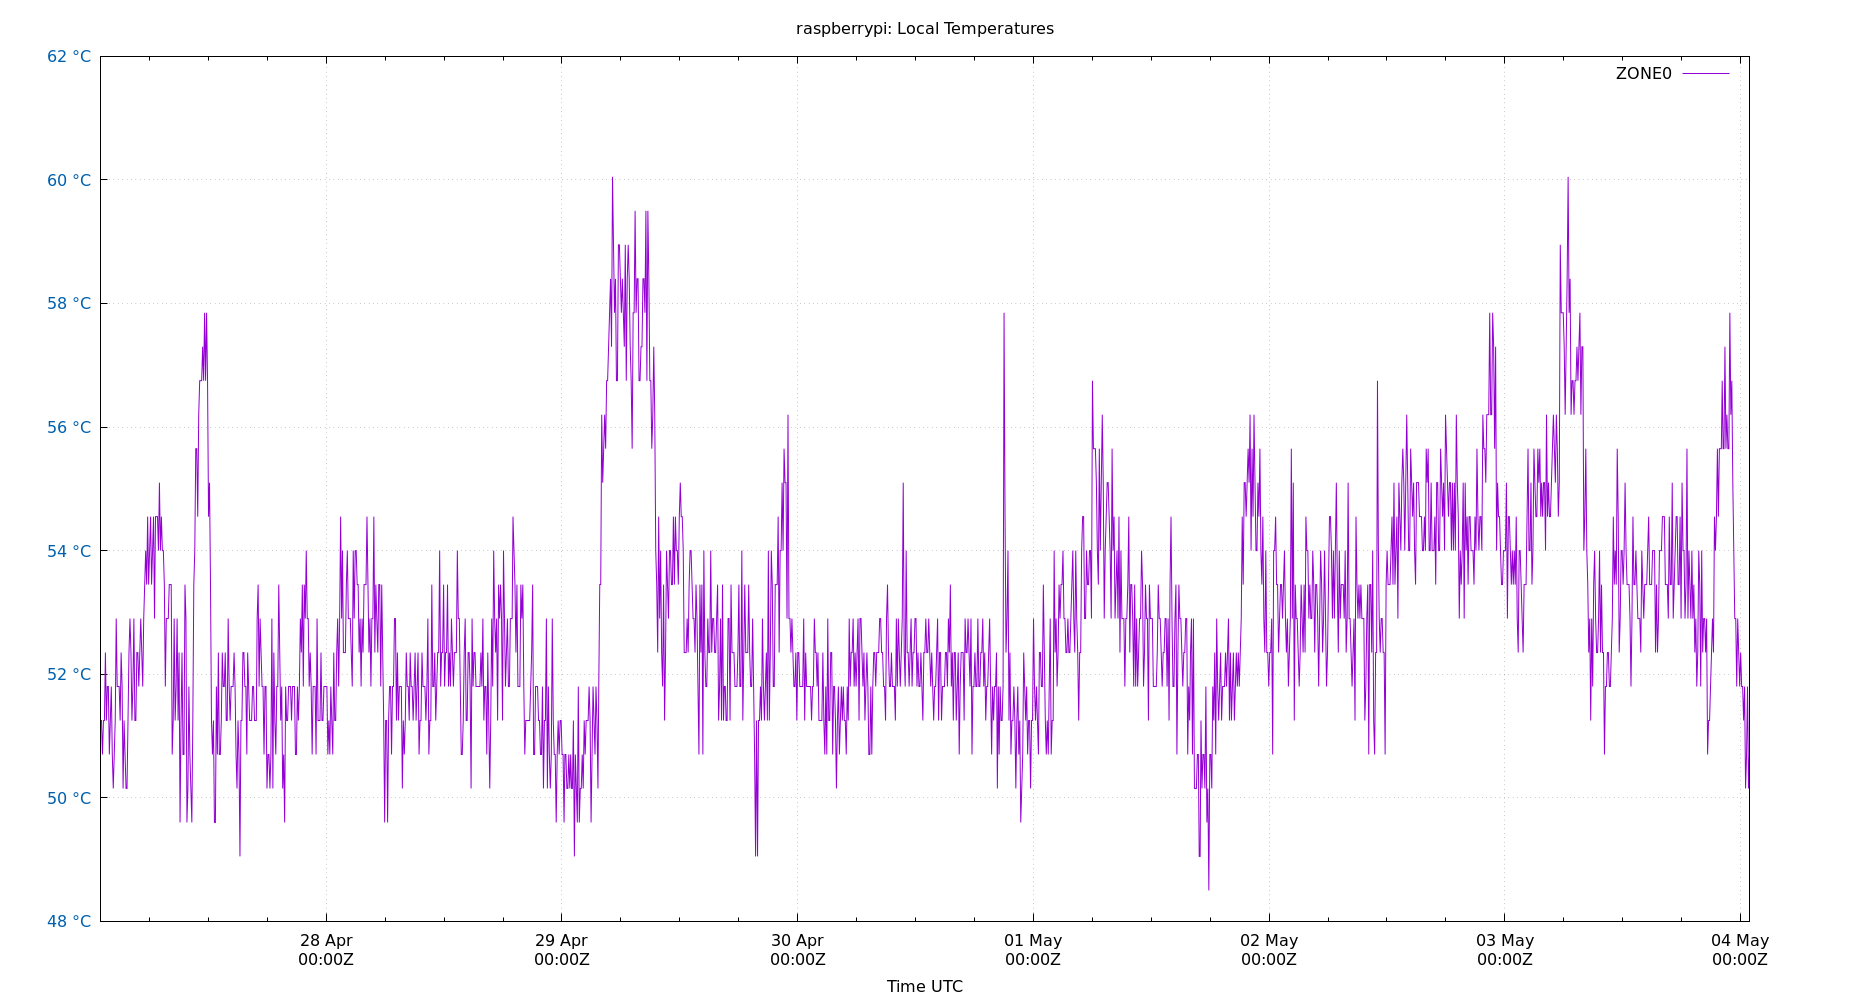 raspberrypi: Local Temperatures
62 °C
ZONE0
60 °C
58 °C
56 °C
54 °C
52 °C
50 °C
48 °C
28 Apr 29 Apr 30 Apr 01 May 02 May 03 May 04 May
00:00Z 00:00Z 00:00Z 00:00Z 00:00Z 00:00Z 00:00Z
Time UTC